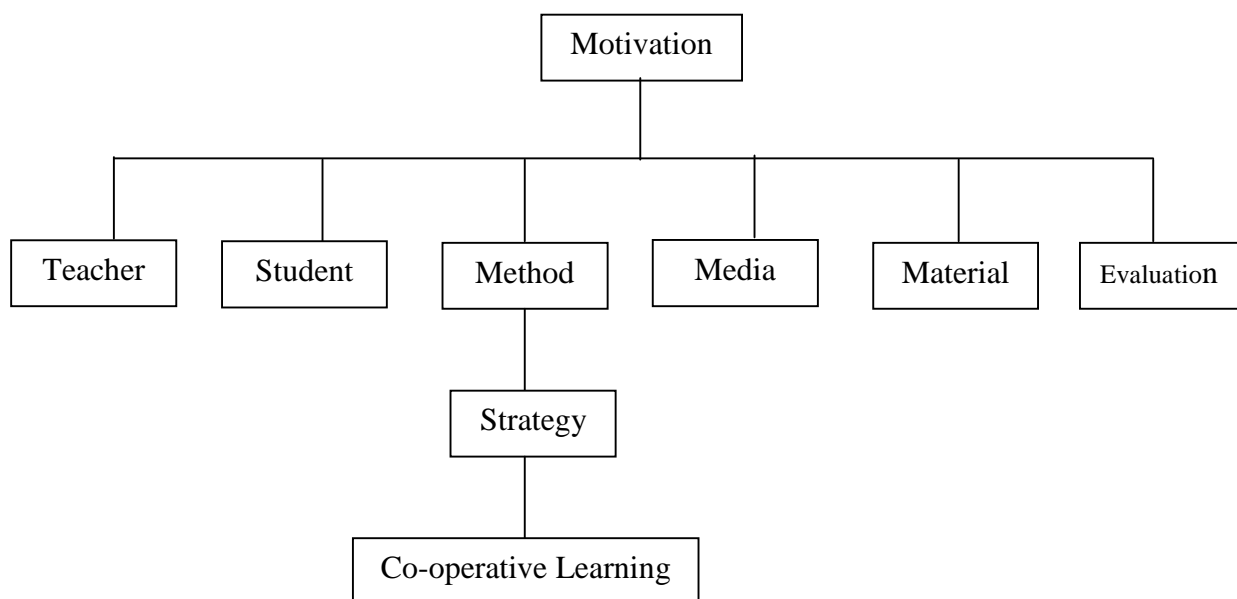 Motivation
Teacher
Student
Method
Media
Material
Evaluation
Strategy
Co-operative Learning